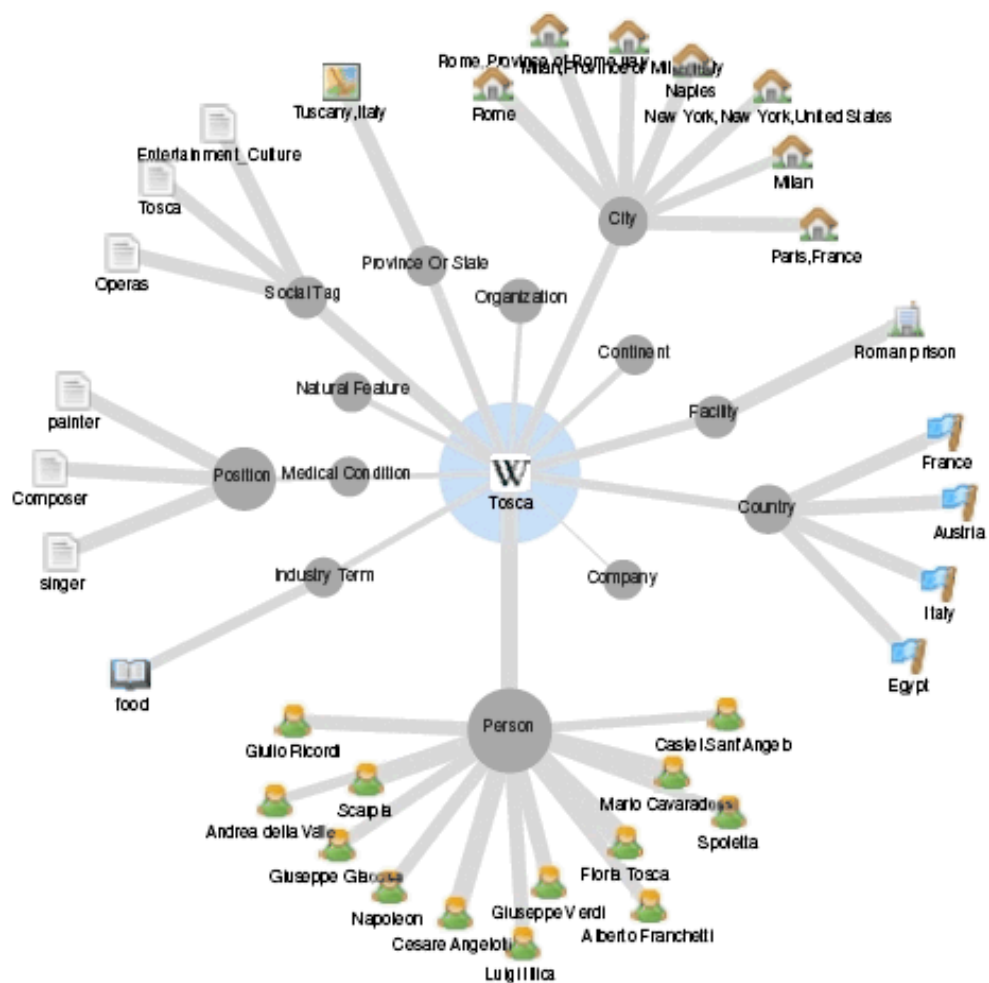 Rome, Province of Rome, Italy
Milan, Province of Milan, Italy
Naples
Tuscany,Italy
Rome
New York, New York, United States
Entertainment_Culture
Milan
Tosca
City
Paris, France
Province Or State
Operas
Social Tag
Organization
Continent
Roman prison
Natural Feature
Facility
painter
France
Position
Medical Condition
W
Composer
Tosca
Country
Austria
singer
Industry Term
Company
Italy
Egypt
food
Person
Giulio Ricordi
Castel Sant'Angelo
Scarpia
Mario Cavaradossi
Andrea della Valle
Spoletta
Giuseppe Giacosa
Floria Tosca
Napoleon
Giuseppe Verdi
Cesare Angelotti
Alberto Franchetti
Luigi Illica